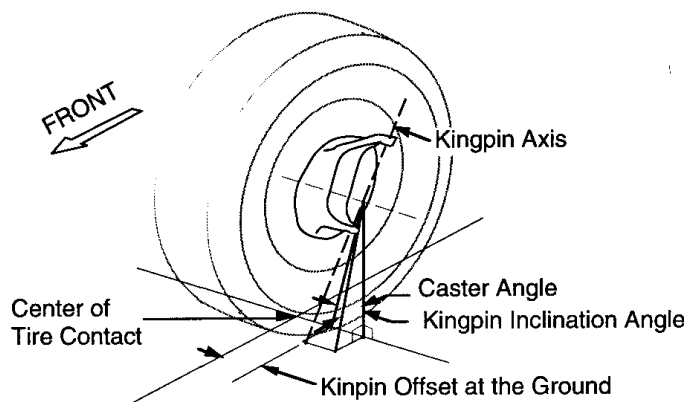 FRONT
Kingpin Axis
Center of
Tire Contact
Caster Angle
Kingpin Inclination Angle
Kinpin Offset at the Ground